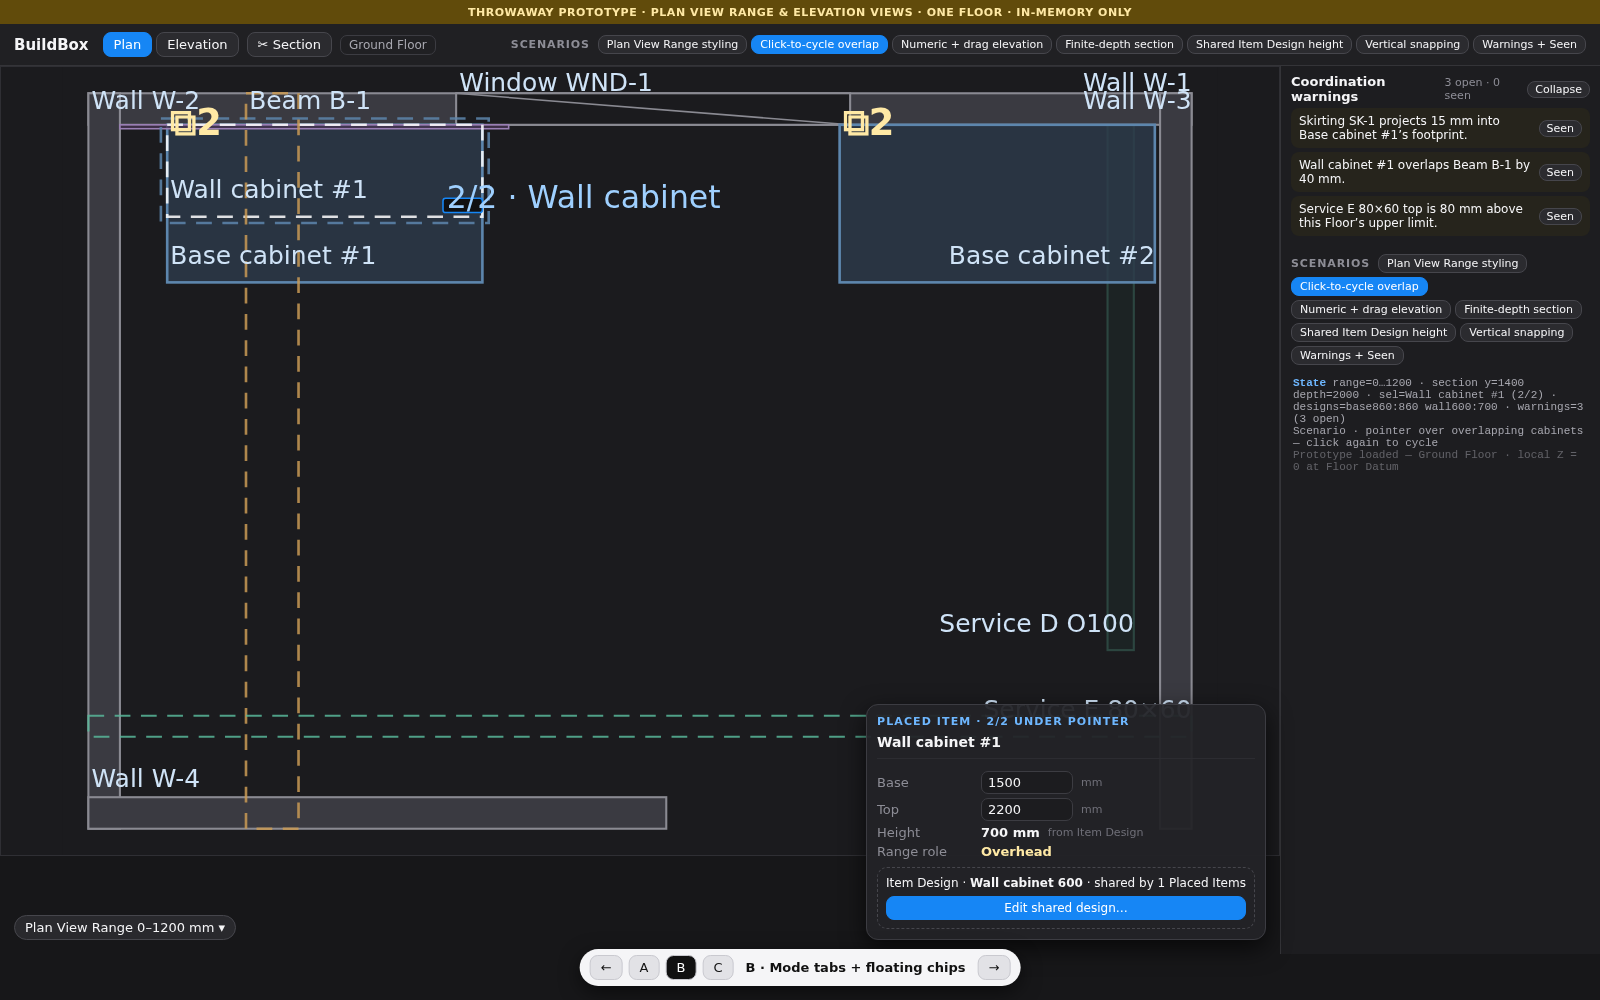 THROWAWAY PROTOTYPE · PLAN VIEW RANGE & ELEVATION VIEWS · ONE FLOOR · IN-MEMORY ONLY
BuildBox
Plan
Elevation
✂ Section
Ground Floor
SCENARIOS
Plan View Range styling
Click-to-cycle overlap
Numeric + drag elevation
Finite-depth section
Shared Item Design height
Vertical snapping
Warnings + Seen
Wall W-2
Beam B-1
Window WND-1
Wall W-1
Wall W-3
⧉2
⧉2
Wall cabinet #1
2/2 · Wall cabinet
Base cabinet #1
Base cabinet #2
Service D O100
Service E 80×60
Wall W-4
PLACED ITEM · 2/2 UNDER POINTER
Wall cabinet #1
Base 1500 mm
Top 2200 mm
Height 700 mm from Item Design
Range role Overhead
Item Design · Wall cabinet 600 · shared by 1 Placed Items
Edit shared design…
Plan View Range 0–1200 mm ▾
← A B C B · Mode tabs + floating chips →
Coordination warnings
3 open · 0 seen
Collapse
Skirting SK-1 projects 15 mm into
Base cabinet #1’s footprint.
Seen
Wall cabinet #1 overlaps Beam B-1 by
40 mm.
Seen
Service E 80×60 top is 80 mm above
this Floor’s upper limit.
Seen
SCENARIOS
Plan View Range styling
Click-to-cycle overlap
Numeric + drag elevation
Finite-depth section
Shared Item Design height
Vertical snapping
Warnings + Seen
State range=0…1200 · section y=1400
depth=2000 · sel=Wall cabinet #1 (2/2) ·
designs=base860:860 wall600:700 · warnings=3
(3 open)
Scenario · pointer over overlapping cabinets
— click again to cycle
Prototype loaded — Ground Floor · local Z =
0 at Floor Datum